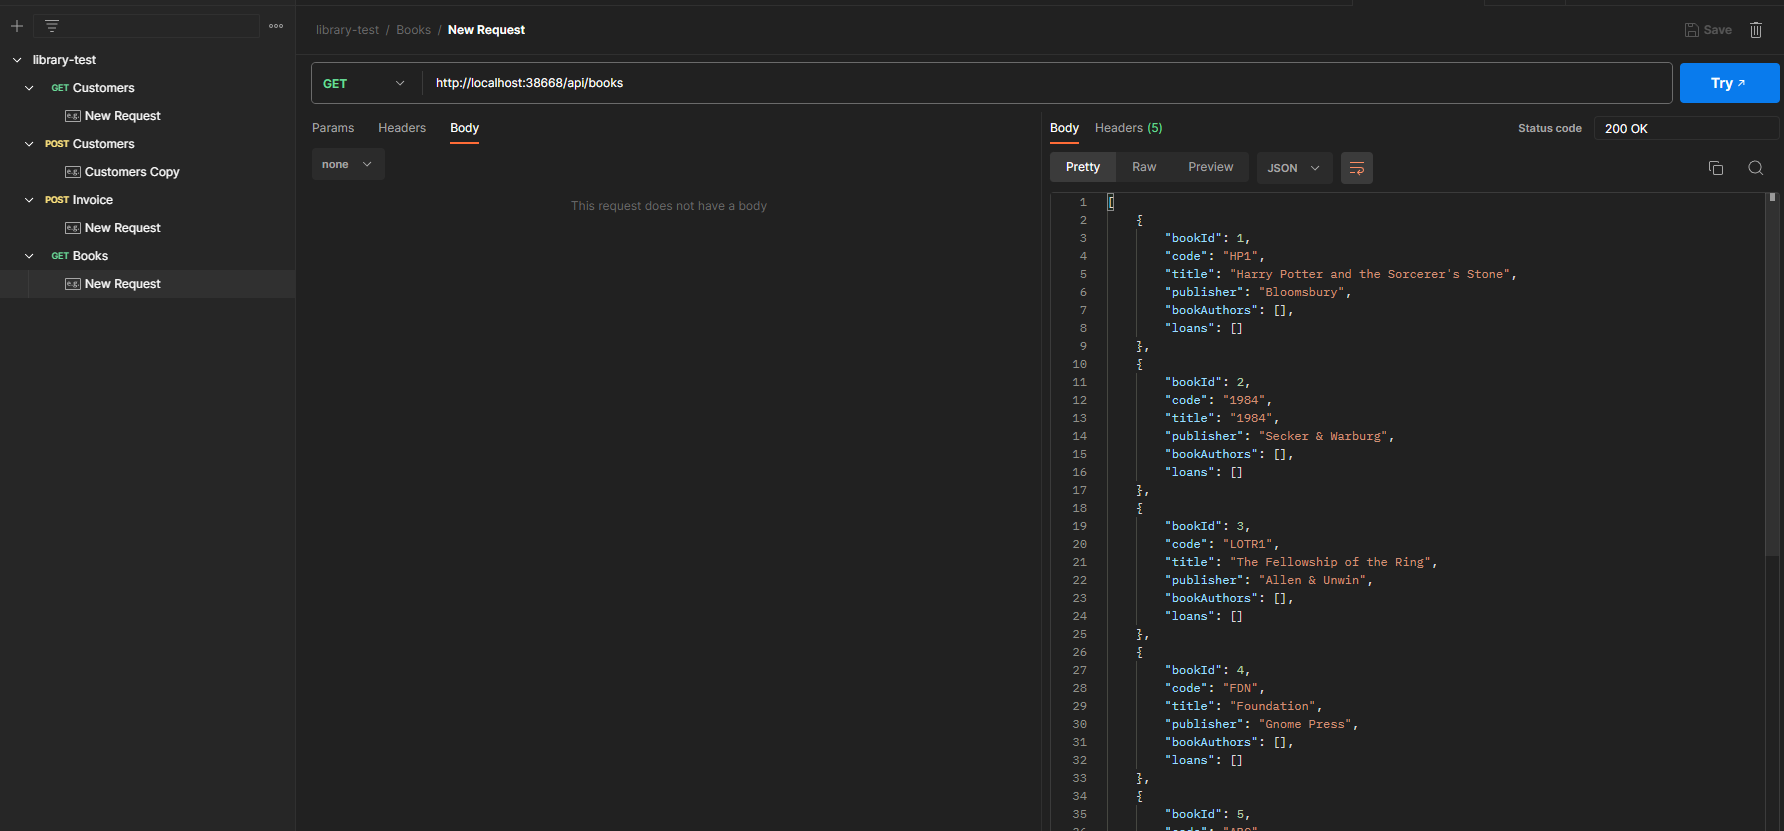 library-test
GET Customers
e.g. New Request
POST Customers
e.g. Customers Copy
POST Invoice
e.g. New Request
GET Books
e.g. New Request
library-test / Books / New Request
Save
GET
http://localhost:38668/api/books
Try
Params Headers Body
none
This request does not have a body
Body Headers (5)
Status code 200 OK
Pretty Raw Preview JSON
1 [
2 {
3 "bookId": 1,
4 "code": "HP1",
5 "title": "Harry Potter and the Sorcerer's Stone",
6 "publisher": "Bloomsbury",
7 "bookAuthors": [],
8 "loans": []
9 },
10 {
11 "bookId": 2,
12 "code": "1984",
13 "title": "1984",
14 "publisher": "Secker & Warburg",
15 "bookAuthors": [],
16 "loans": []
17 },
18 {
19 "bookId": 3,
20 "code": "LOTR1",
21 "title": "The Fellowship of the Ring",
22 "publisher": "Allen & Unwin",
23 "bookAuthors": [],
24 "loans": []
25 },
26 {
27 "bookId": 4,
28 "code": "FDN",
29 "title": "Foundation",
30 "publisher": "Gnome Press",
31 "bookAuthors": [],
32 "loans": []
33 },
34 {
35 "bookId": 5,